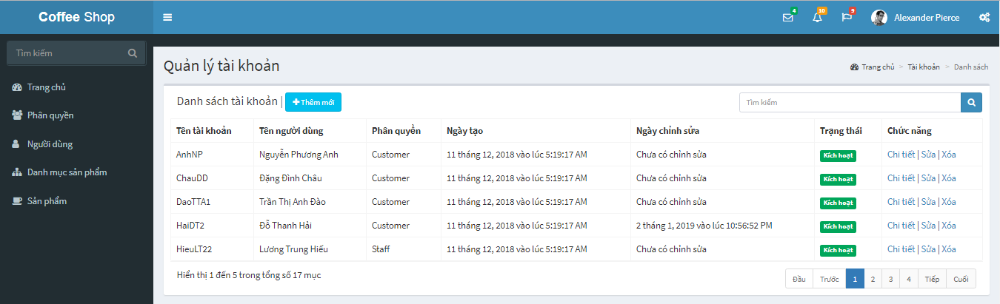 Coffee Shop
4
10
9
Alexander Pierce
Tìm kiếm
Trang chủ
Phân quyền
Người dùng
Danh mục sản phẩm
Sản phẩm
Quản lý tài khoản
Trang chủ > Tài khoản > Danh sách
Danh sách tài khoản | Thêm mới
Tìm kiếm
Tên tài khoản Tên người dùng Phân quyền Ngày tạo Ngày chỉnh sửa Trạng thái Chức năng
AnhNP Nguyễn Phương Anh Customer 11 tháng 12, 2018 vào lúc 5:19:17 AM Chưa có chỉnh sửa Kích hoạt Chi tiết | Sửa | Xóa
ChauDD Đặng Đình Châu Customer 11 tháng 12, 2018 vào lúc 5:19:17 AM Chưa có chỉnh sửa Kích hoạt Chi tiết | Sửa | Xóa
DaoTTA1 Trần Thị Anh Đào Customer 11 tháng 12, 2018 vào lúc 5:19:17 AM Chưa có chỉnh sửa Kích hoạt Chi tiết | Sửa | Xóa
HaiDT2 Đỗ Thanh Hải Customer 11 tháng 12, 2018 vào lúc 5:19:17 AM 2 tháng 1, 2019 vào lúc 10:56:52 PM Kích hoạt Chi tiết | Sửa | Xóa
HieuLT22 Lương Trung Hiếu Staff 11 tháng 12, 2018 vào lúc 5:19:17 AM Chưa có chỉnh sửa Kích hoạt Chi tiết | Sửa | Xóa
Hiển thị 1 đến 5 trong tổng số 17 mục
Đầu Trước 1 2 3 4 Tiếp Cuối